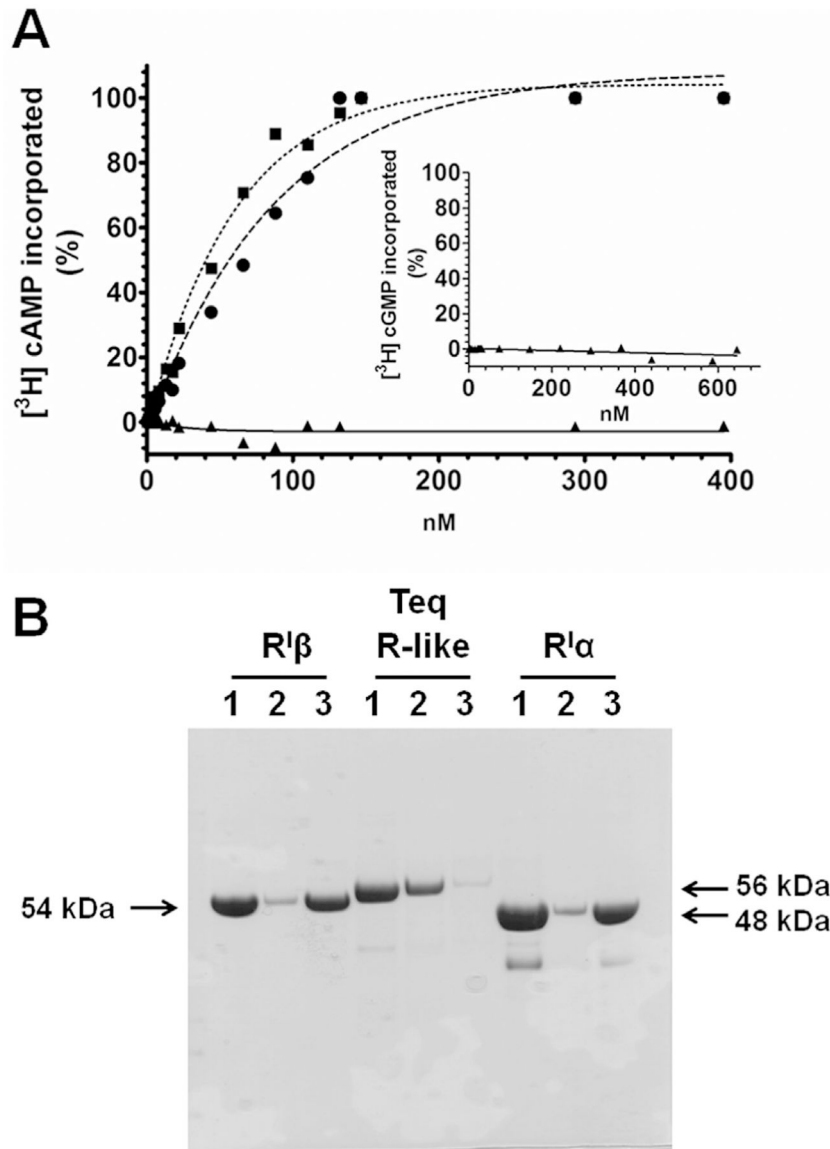 A
[³H] cAMP incorporated
(%)
100
80
60
40
20
0
0
100
200
300
400
nM
[³H] cGMP incorporated
(%)
100
80
60
40
20
0
0
200
400
600
nM
B
Rᴵβ
Teq
R-like
Rᴵα
1 2 3 1 2 3 1 2 3
54 kDa
56 kDa
48 kDa